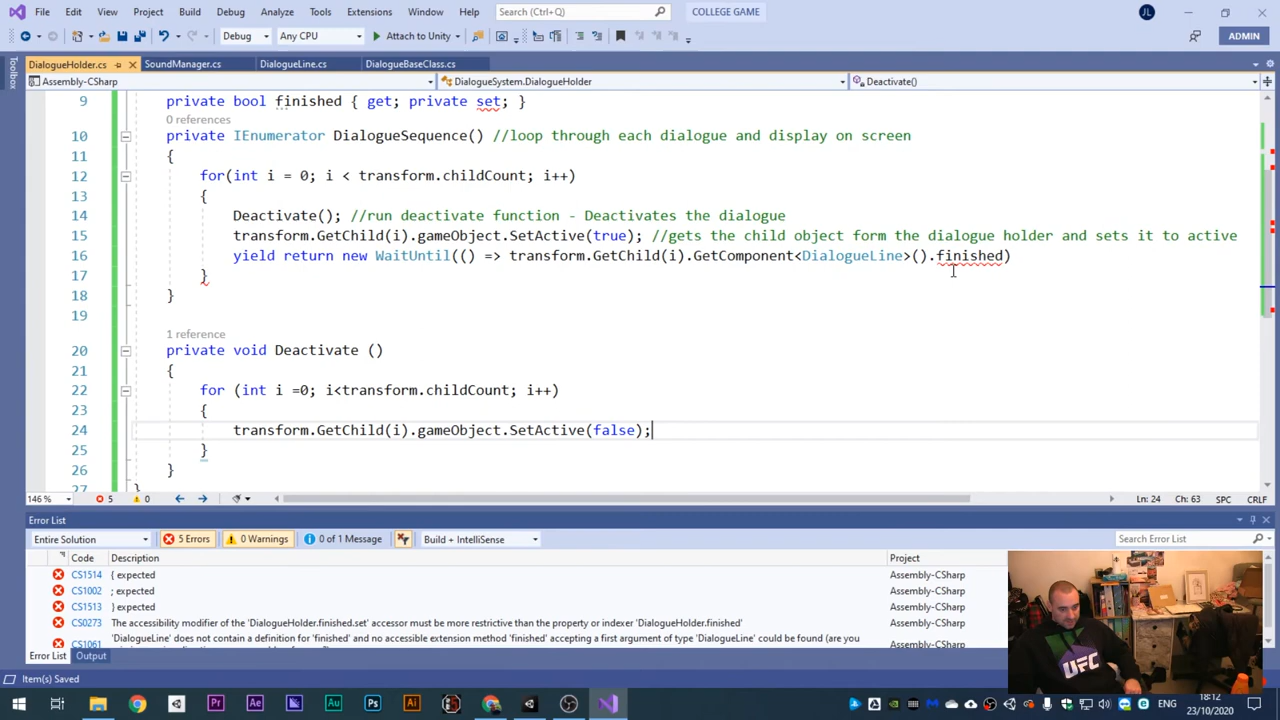 File Edit View Project Build Debug Analyze Tools Extensions Window Help Search (Ctrl+Q) COLLEGE GAME JL
Debug Any CPU Attach to Unity ADMIN
DialogueHolder.cs SoundManager.cs DialogueLine.cs DialogueBaseClass.cs
Toolbox
Assembly-CSharp DialogueSystem.DialogueHolder Deactivate()
9 private bool finished { get; private set; }
0 references
10 private IEnumerator DialogueSequence() //loop through each dialogue and display on screen
11 {
12 for(int i = 0; i < transform.childCount; i++)
13 {
14 Deactivate(); //run deactivate function - Deactivates the dialogue
15 transform.GetChild(i).gameObject.SetActive(true); //gets the child object form the dialogue holder and sets it to active
16 yield return new WaitUntil(() => transform.GetChild(i).GetComponent<DialogueLine>().finished)
17 }
18 }
19
1 reference
20 private void Deactivate ()
21 {
22 for (int i =0; i<transform.childCount; i++)
23 {
24 transform.GetChild(i).gameObject.SetActive(false);
25 }
26 }
27 }
146 % 5 0 Ln: 24 Ch: 63 SPC CRLF
Error List
Entire Solution 5 Errors 0 Warnings 0 of 1 Message Build + IntelliSense Search Error List
Code Description Project
CS1514 { expected Assembly-CSharp
CS1002 ; expected Assembly-CSharp
CS1513 } expected Assembly-CSharp
CS0273 The accessibility modifier of the 'DialogueHolder.finished.set' accessor must be more restrictive than the property or indexer 'DialogueHolder.finished' Assembly-CSharp
CS1061 'DialogueLine' does not contain a definition for 'finished' and no accessible extension method 'finished' accepting a first argument of type 'DialogueLine' could be found (are you Assembly-CSharp
Error List Output
Item(s) Saved
UFC
Pr Ae Au Ps Ai ENG 18:12
23/10/2020